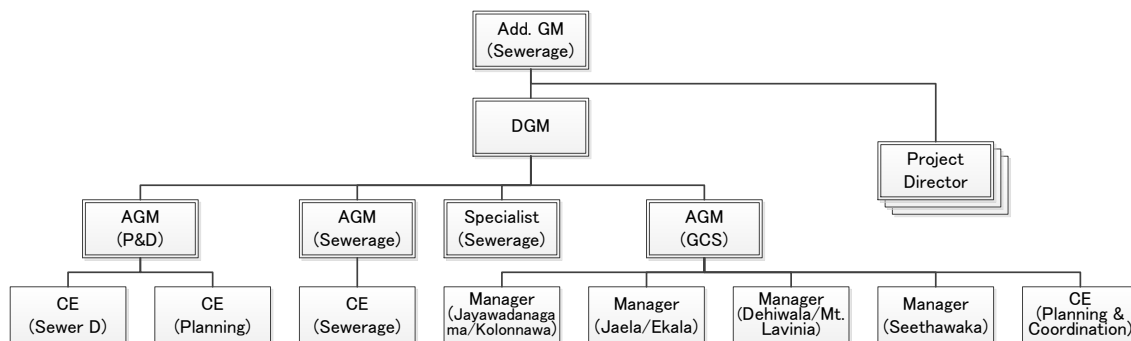 Add. GM
(Sewerage)
DGM
Project
Director
AGM
(P&D)
AGM
(Sewerage)
Specialist
(Sewerage)
AGM
(GCS)
CE
(Sewer D)
CE
(Planning)
CE
(Sewerage)
Manager
(Jayawadanaga
ma/Kolonnawa)
Manager
(Jaela/Ekala)
Manager
(Dehiwala/Mt.
Lavinia)
Manager
(Seethawaka)
CE
(Planning &
Coordination)